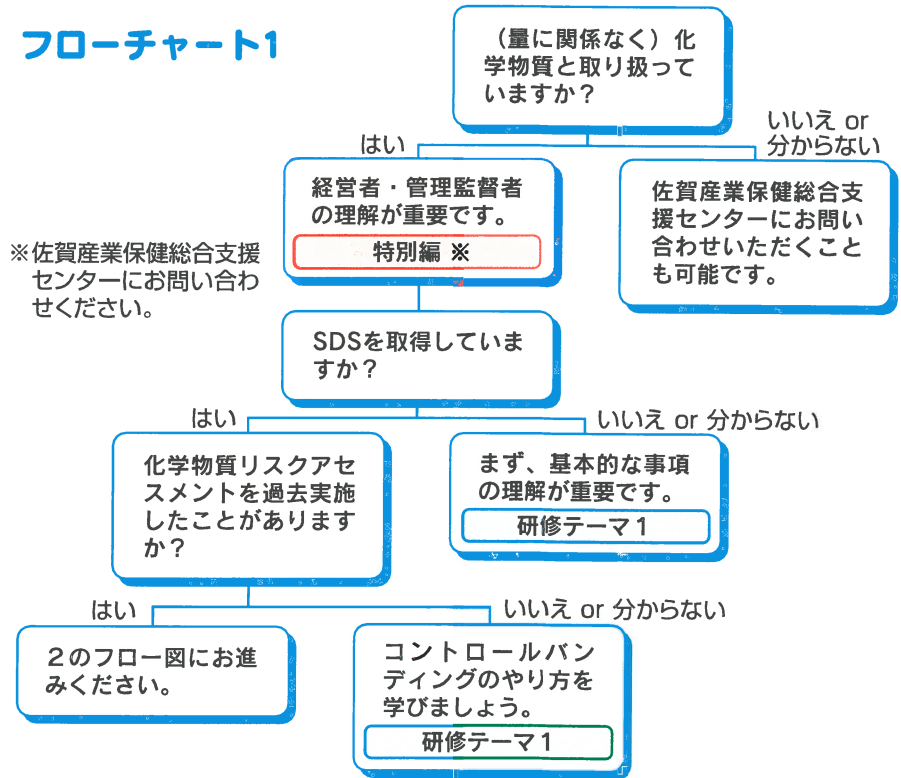 フローチャート1
（量に関係なく）化
学物質と取り扱って
いますか？
はい
いいえ or
分からない
経営者・管理監督者
の理解が重要です。
特別編 ※
佐賀産業保健総合支
援センターにお問い
合わせいただくこと
も可能です。
※佐賀産業保健総合支援
センターにお問い合わ
せください。
SDSを取得していま
すか？
はい
いいえ or 分からない
化学物質リスクアセ
スメントを過去実施
したことがあります
か？
まず、基本的な事項
の理解が重要です。
研修テーマ１
はい
いいえ or 分からない
２のフロー図にお進
みください。
コントロールバン
ディングのやり方を
学びましょう。
研修テーマ１